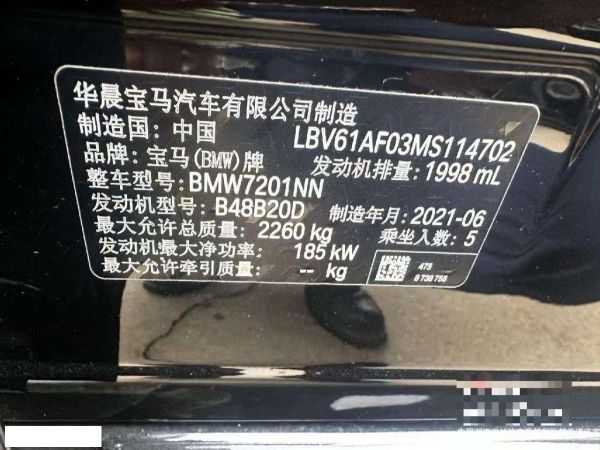 华晨宝马汽车有限公司制造
制造国：中国 LBV61AF03MS114702
品牌：宝马(BMW)牌 发动机排量：1998 mL
整车型号：BMW7201NN
发动机型号：B48B20D 制造年月：2021-06
最大允许总质量：2260 kg 乘坐人数：5
发动机最大净功率：185 kW
最大允许牵引质量：-- kg
475
8 738 758